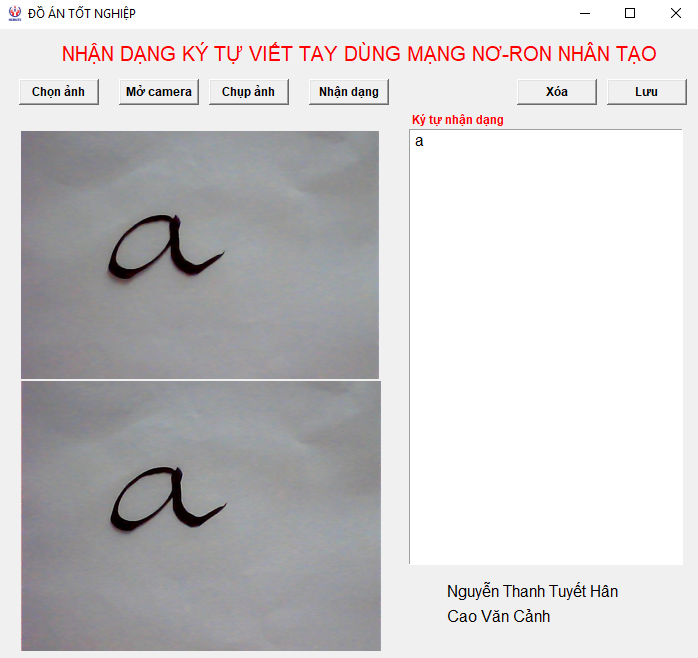 ĐỒ ÁN TỐT NGHIỆP
NHẬN DẠNG KÝ TỰ VIẾT TAY DÙNG MẠNG NƠ-RON NHÂN TẠO
Chọn ảnh Mở camera Chụp ảnh Nhận dạng Xóa Lưu
Ký tự nhận dạng
a
a
a
Nguyễn Thanh Tuyết Hân
Cao Văn Cảnh